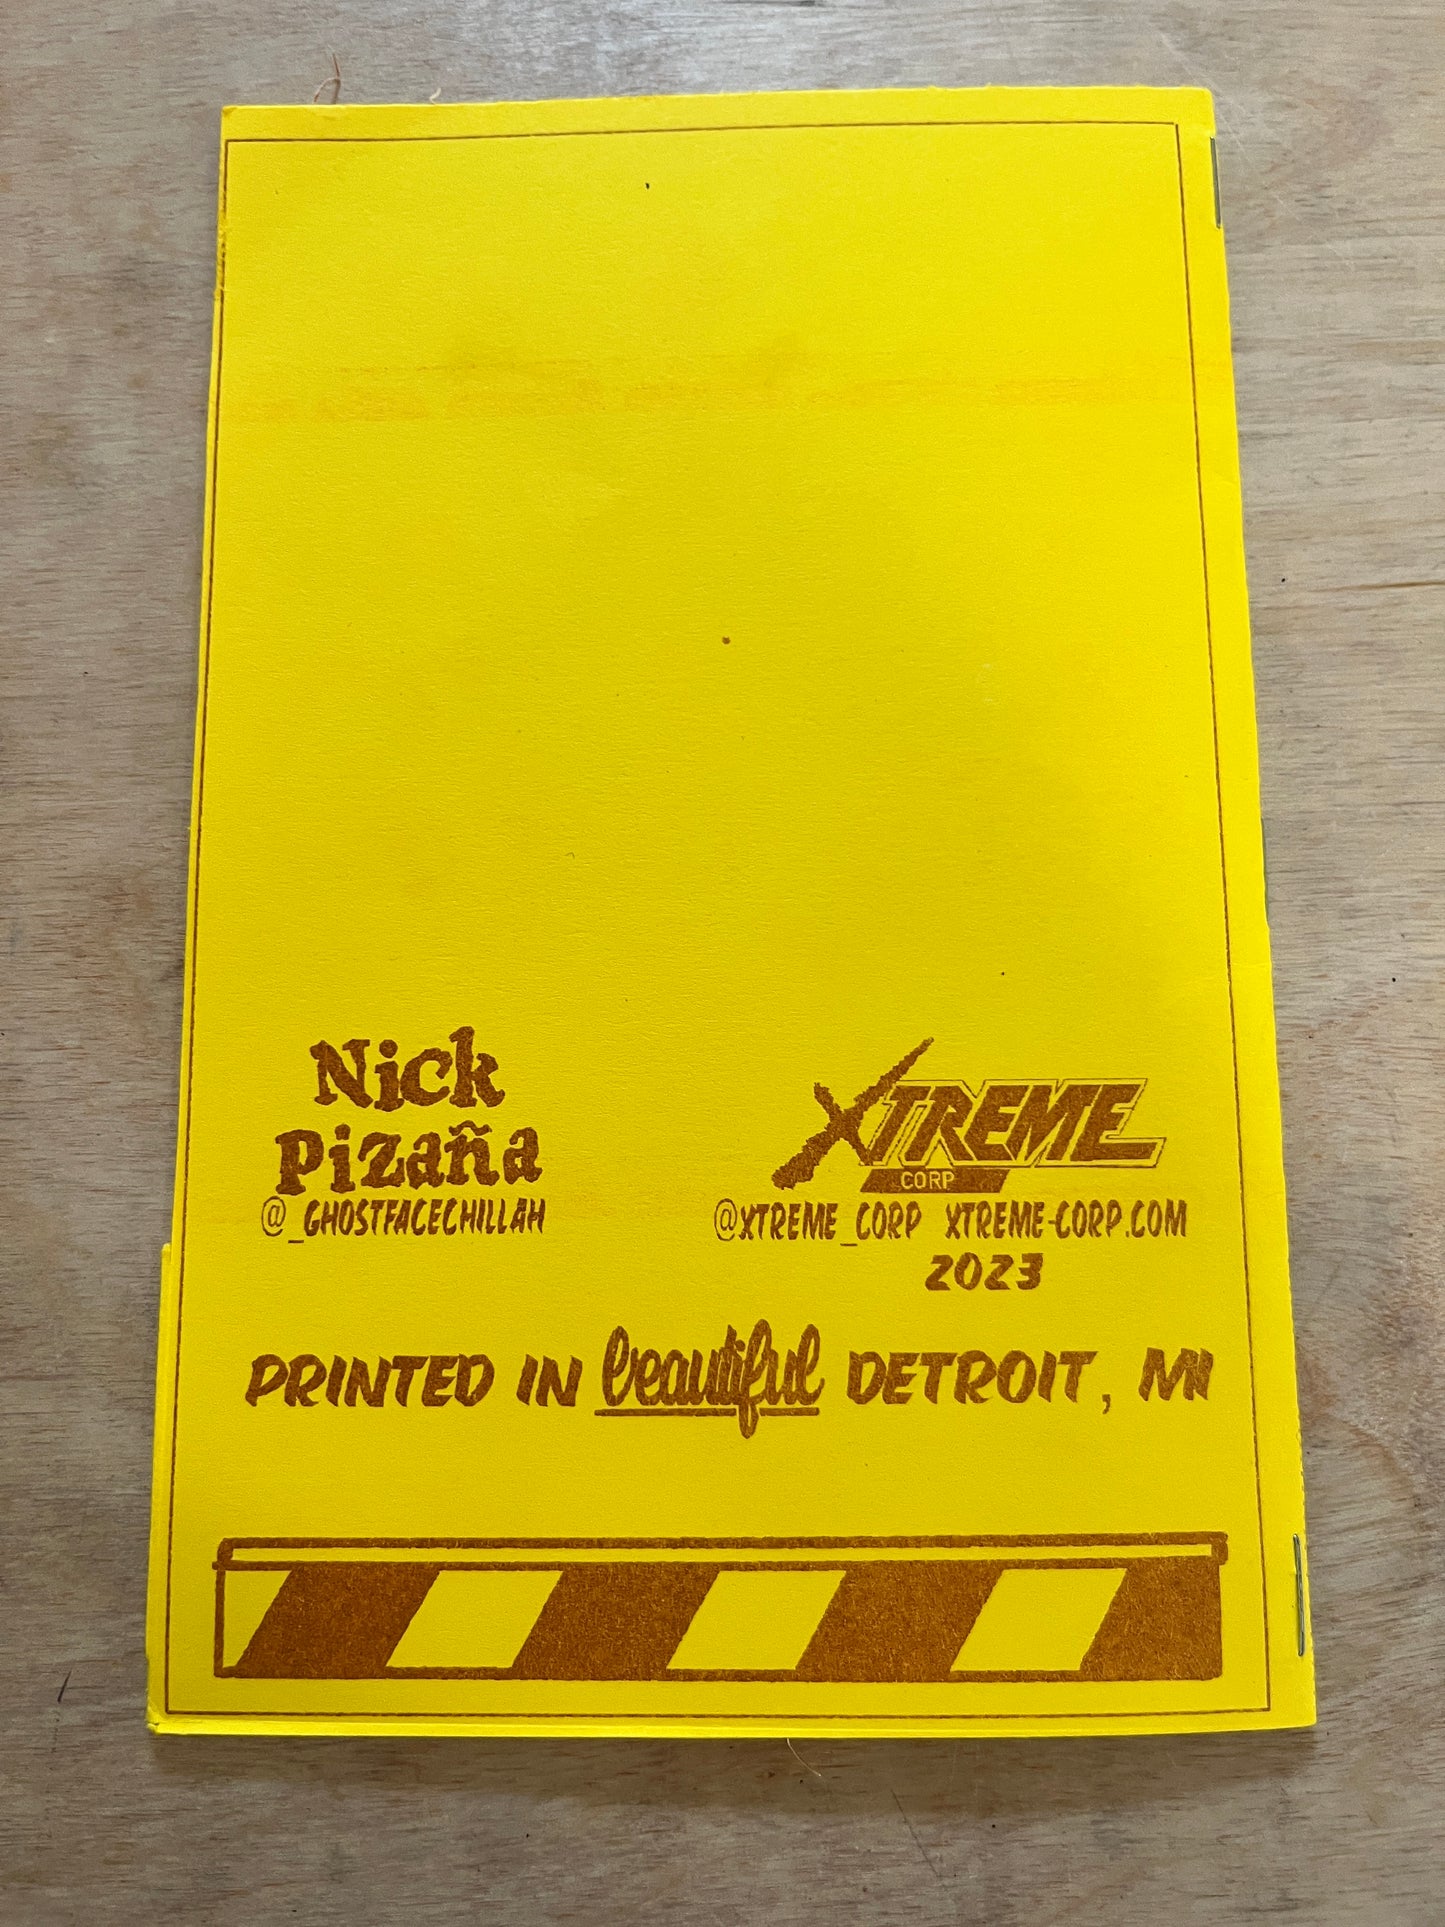 Nick
Pizaña
@_GHOSTFACECHILLAH
XTREME
CORP
@XTREME_CORP XTREME-CORP.COM
2023
PRINTED IN beautiful DETROIT, MI